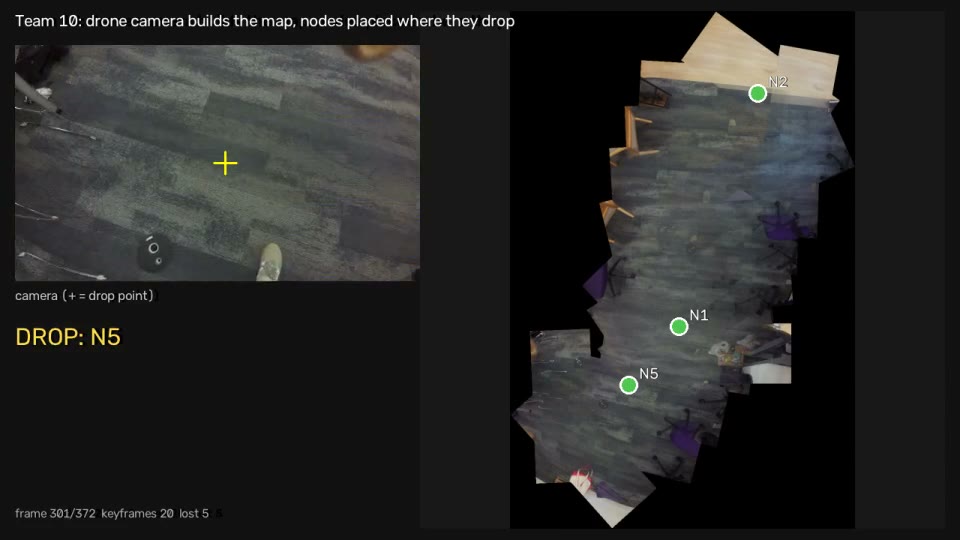 Team 10: drone camera builds the map, nodes placed where they drop
N2
camera (+ = drop point)
N1
DROP: N5
N5
frame 301/372 keyframes 20 lost 5